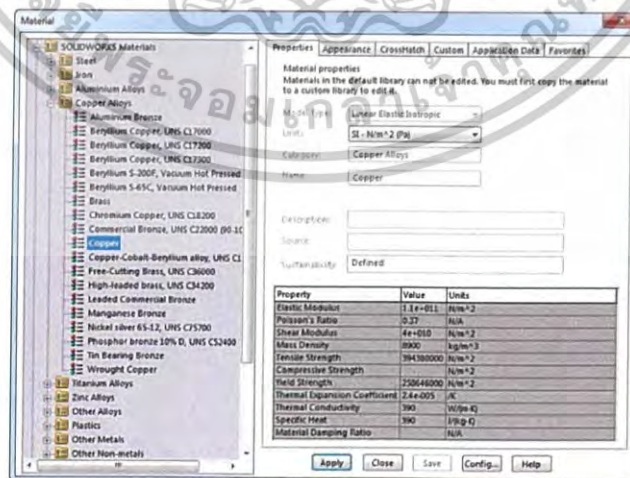 Material
SOLIDWORKS Materials
Steel
Iron
Aluminium Alloys
Copper Alloys
Aluminum Bronze
Beryllium Copper, UNS C17000
Beryllium Copper, UNS C17200
Beryllium Copper, UNS C17300
Beryllium S-200F, Vacuum Hot Pressed
Beryllium S-65C, Vacuum Hot Pressed
Brass
Chromium Copper, UNS C18200
Commercial Bronze, UNS C22000 (90-10
Copper
Copper-Cobalt-Beryllium alloy, UNS C1
Free-Cutting Brass, UNS C36000
High-leaded brass, UNS C34200
Leaded Commercial Bronze
Manganese Bronze
Nickel silver 65-12, UNS C75700
Phosphor bronze 10% D, UNS C52400
Tin Bearing Bronze
Wrought Copper
Titanium Alloys
Zinc Alloys
Other Alloys
Plastics
Other Metals
Other Non-metals
Properties Appearance CrossHatch Custom Application Data Favorites
Material properties
Materials in the default library can not be edited. You must first copy the material
to a custom library to edit it.
Model Type: Linear Elastic Isotropic
Units: SI - N/m^2 (Pa)
Category: Copper Alloys
Name: Copper
Description:
Source:
Sustainability: Defined
Property Value Units
Elastic Modulus 1.1e+011 N/m^2
Poisson's Ratio 0.37 N/A
Shear Modulus 4e+010 N/m^2
Mass Density 8900 kg/m^3
Tensile Strength 394380000 N/m^2
Compressive Strength N/m^2
Yield Strength 258646000 N/m^2
Thermal Expansion Coefficient 2.4e-005 /K
Thermal Conductivity 390 W/(m·K)
Specific Heat 390 J/(kg·K)
Material Damping Ratio N/A
Apply Close Save Config... Help